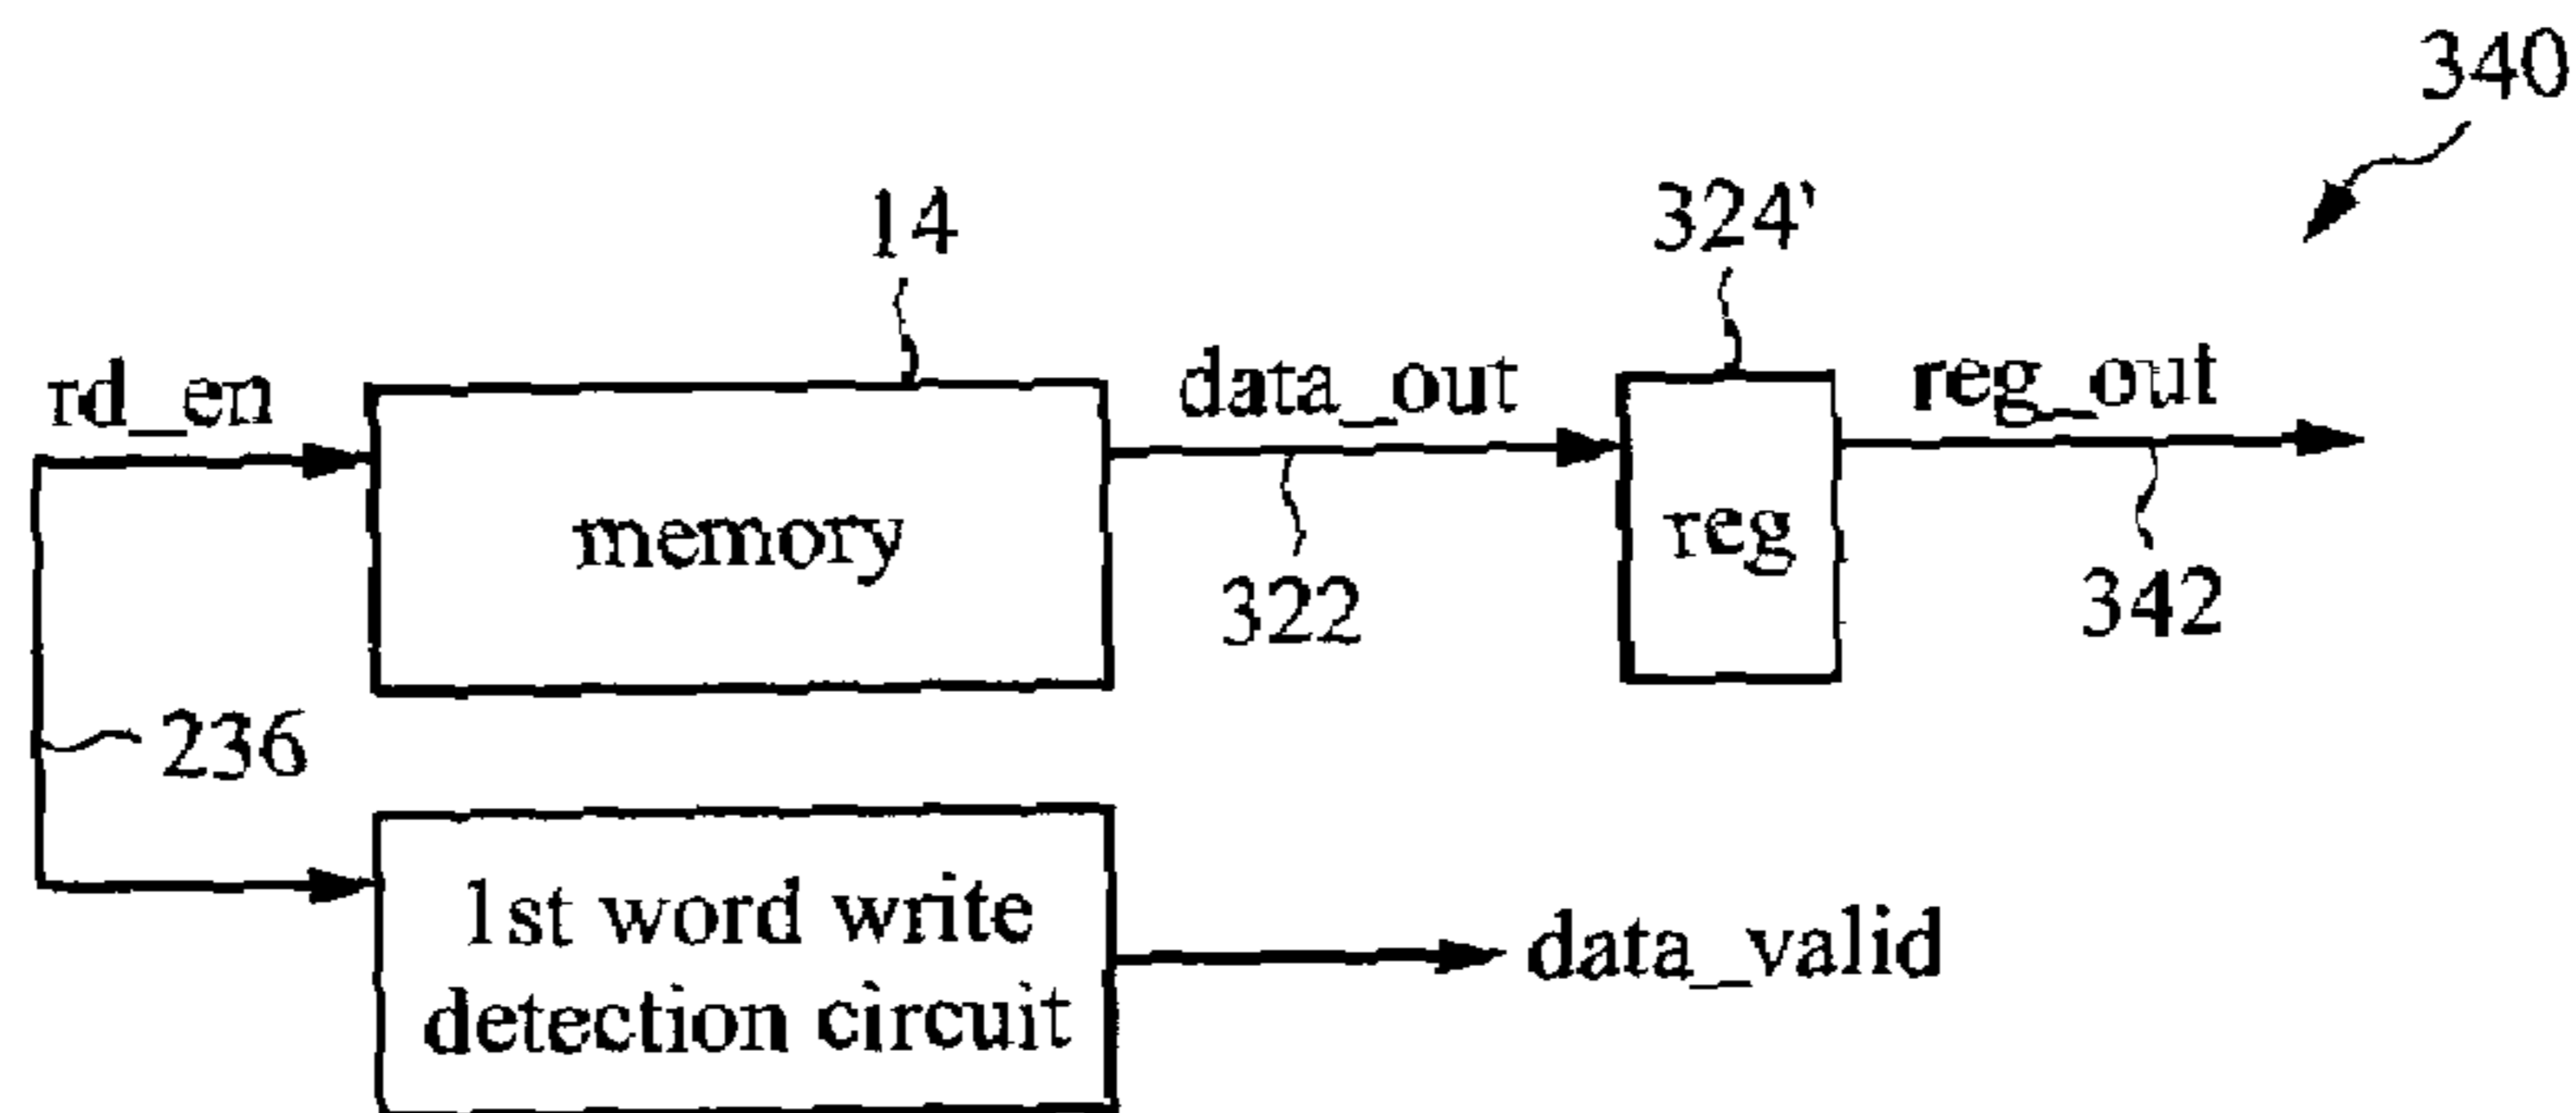 340
14
324'
rd_en
data_out
reg_out
memory
reg
322
342
236
1st word write
detection circuit
data_valid